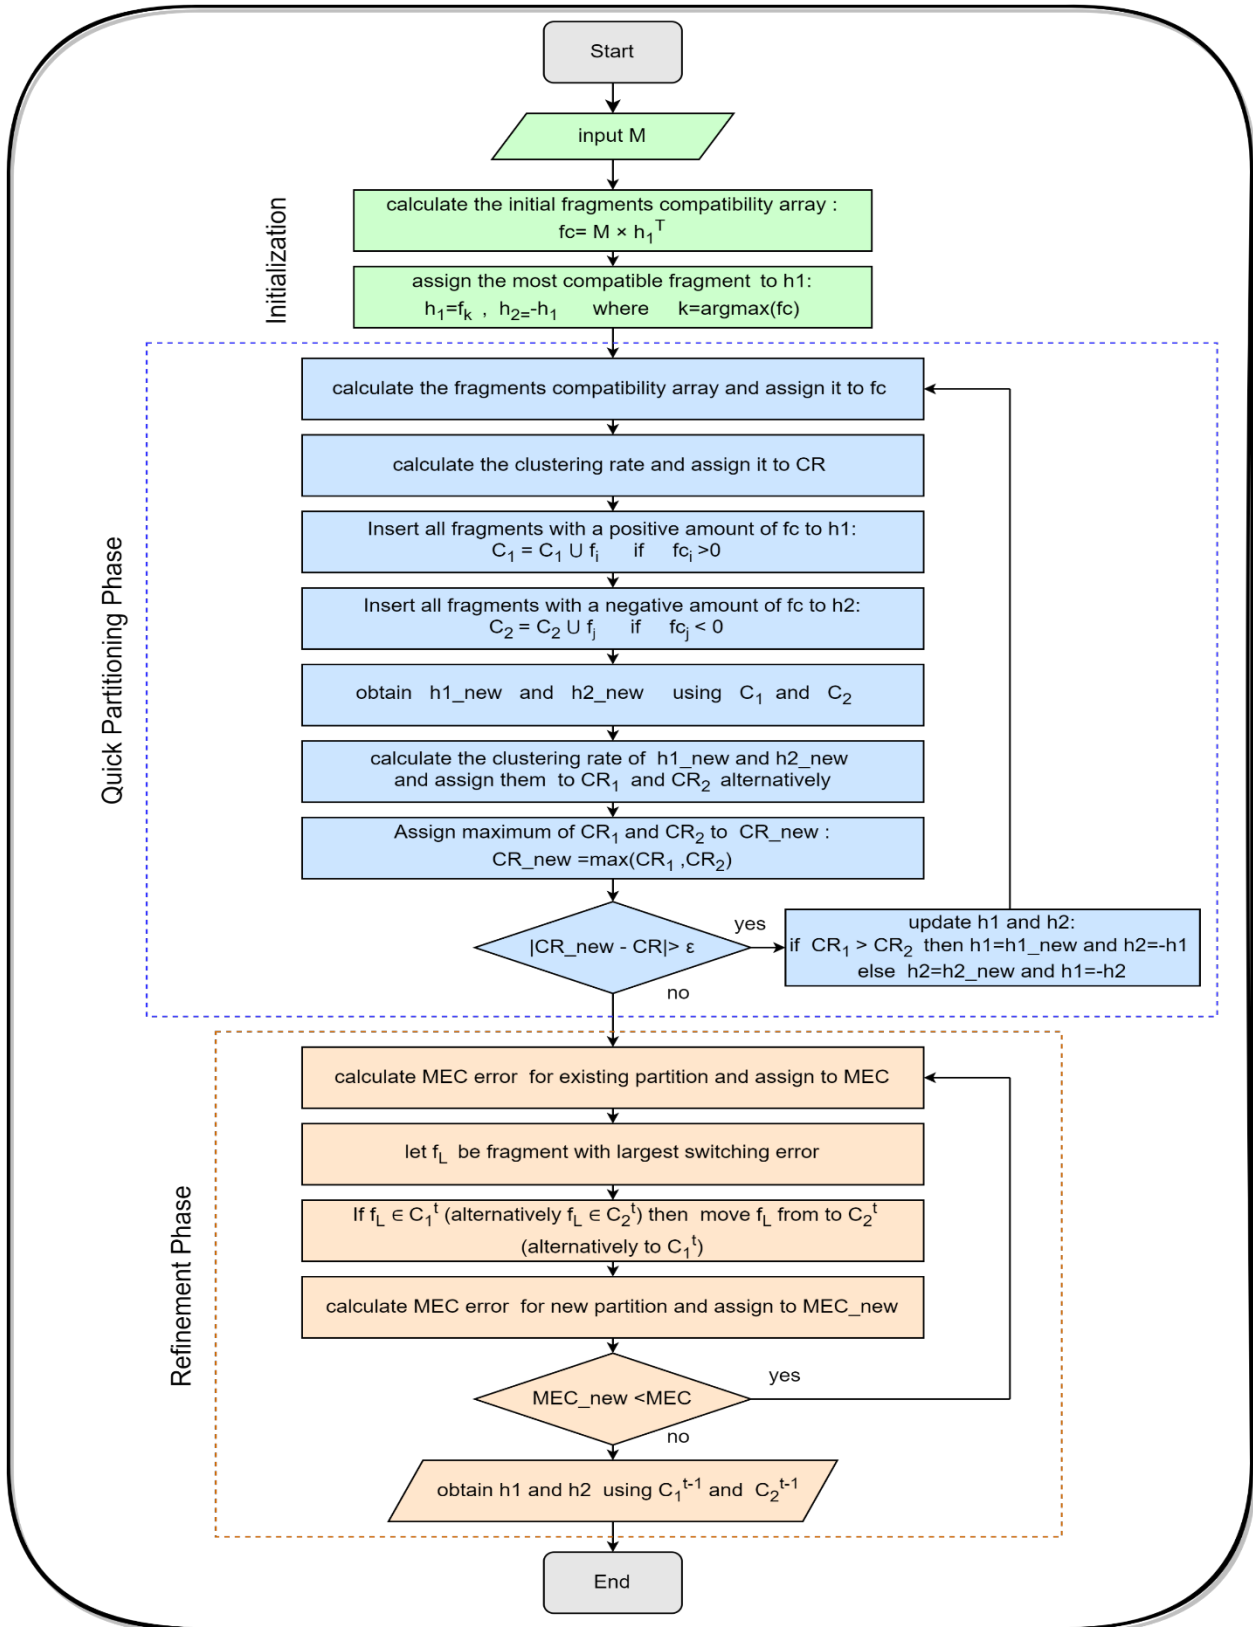 Start
input M
Initialization
calculate the initial fragments compatibility array :
fc= M × h₁ᵀ
assign the most compatible fragment to h1:
h₁=fₖ , h₂₌-h₁ where k=argmax(fc)
Quick Partitioning Phase
calculate the fragments compatibility array and assign it to fc
calculate the clustering rate and assign it to CR
Insert all fragments with a positive amount of fc to h1:
C₁ = C₁ U fᵢ if fcᵢ >0
Insert all fragments with a negative amount of fc to h2:
C₂ = C₂ U fⱼ if fcⱼ < 0
obtain h1_new and h2_new using C₁ and C₂
calculate the clustering rate of h1_new and h2_new
and assign them to CR₁ and CR₂ alternatively
Assign maximum of CR₁ and CR₂ to CR_new :
CR_new =max(CR₁ ,CR₂)
|CR_new - CR|> ε
yes
update h1 and h2:
if CR₁ > CR₂ then h1=h1_new and h2=-h1
else h2=h2_new and h1=-h2
no
Refinement Phase
calculate MEC error for existing partition and assign to MEC
let f_L be fragment with largest switching error
If f_L ∈ C₁ᵗ (alternatively f_L ∈ C₂ᵗ) then move f_L from to C₂ᵗ
(alternatively to C₁ᵗ)
calculate MEC error for new partition and assign to MEC_new
MEC_new <MEC
yes
no
obtain h1 and h2 using C₁ᵗ⁻¹ and C₂ᵗ⁻¹
End